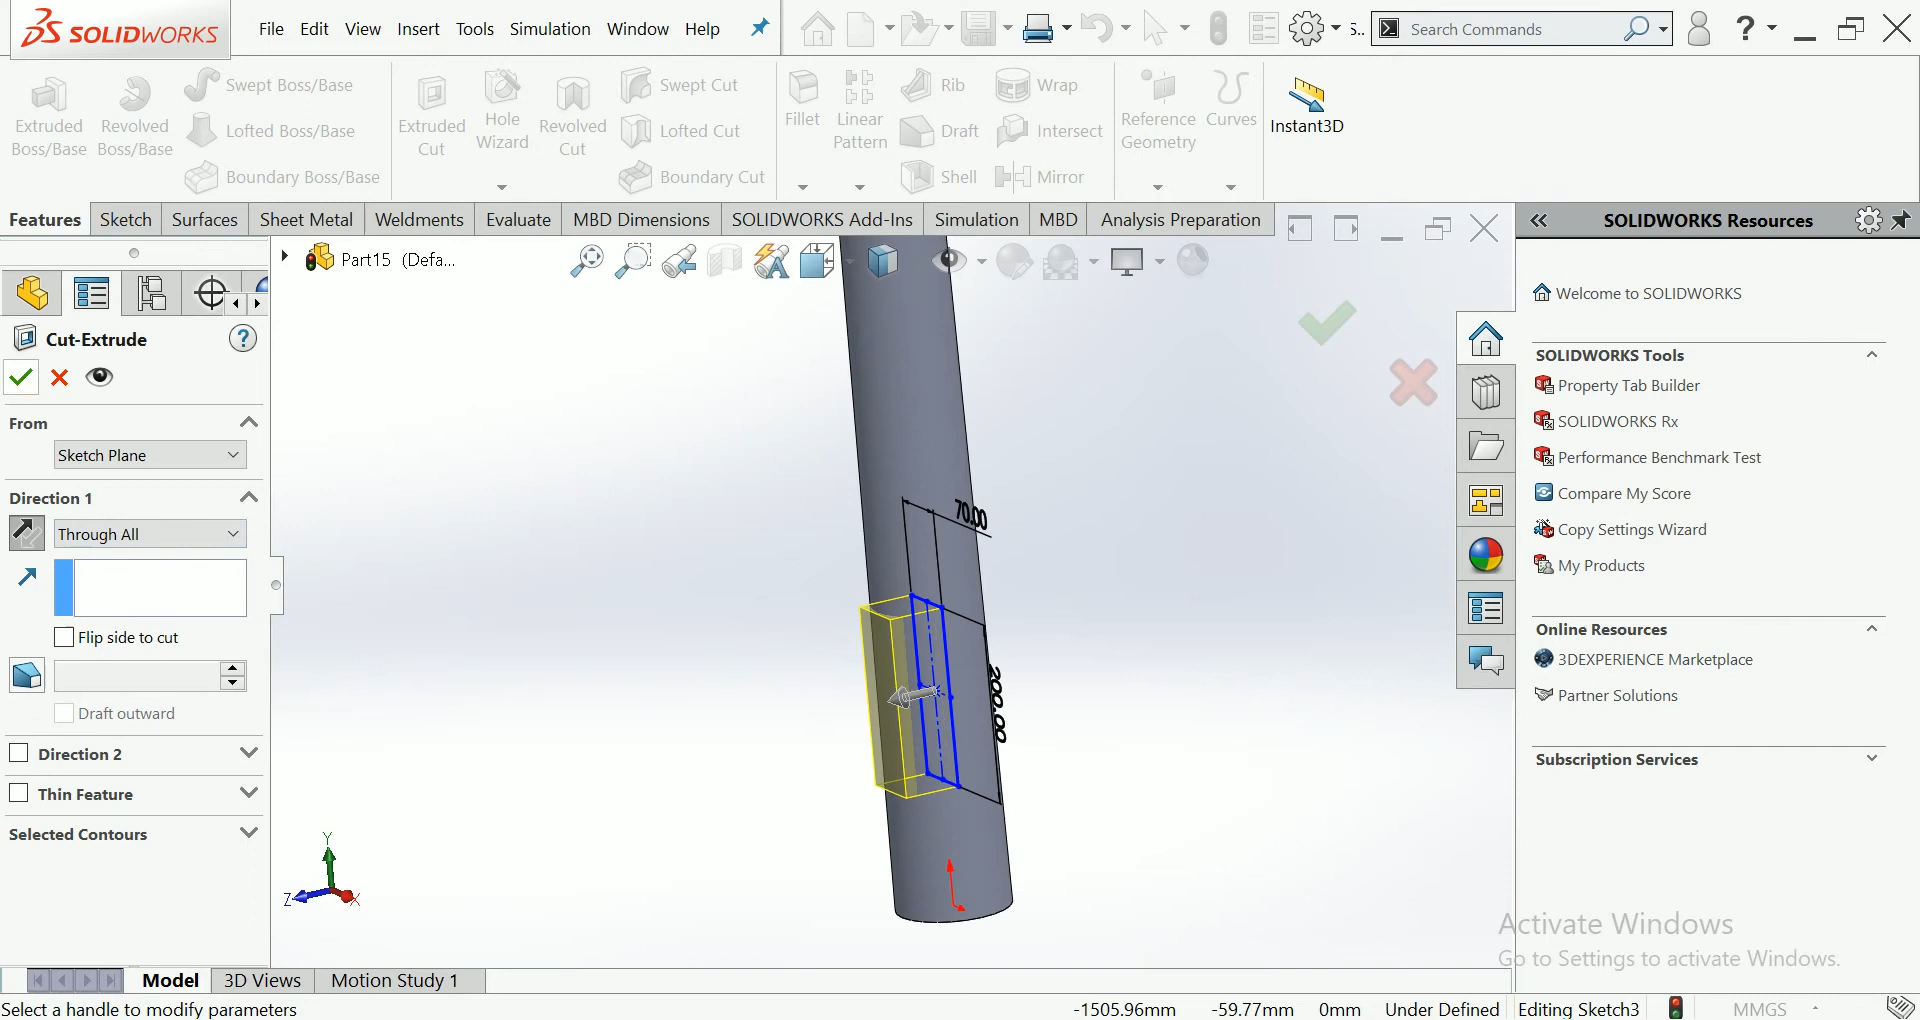 SOLIDWORKS
File Edit View Insert Tools Simulation Window Help
S..
Search Commands
Extruded Boss/Base
Revolved Boss/Base
Swept Boss/Base
Lofted Boss/Base
Boundary Boss/Base
Extruded Cut
Hole Wizard
Revolved Cut
Swept Cut
Lofted Cut
Boundary Cut
Fillet
Linear Pattern
Rib
Draft
Shell
Wrap
Intersect
Mirror
Reference Geometry
Curves
Instant3D
Features Sketch Surfaces Sheet Metal Weldments Evaluate MBD Dimensions SOLIDWORKS Add-Ins Simulation MBD Analysis Preparation
SOLIDWORKS Resources
Part15 (Defa...
Cut-Extrude
From
Sketch Plane
Direction 1
Through All
Flip side to cut
Draft outward
Direction 2
Thin Feature
Selected Contours
70.00
200.00
Y
Z
X
Welcome to SOLIDWORKS
SOLIDWORKS Tools
Property Tab Builder
SOLIDWORKS Rx
Performance Benchmark Test
Compare My Score
Copy Settings Wizard
My Products
Online Resources
3DEXPERIENCE Marketplace
Partner Solutions
Subscription Services
Activate Windows
Go to Settings to activate Windows.
Model 3D Views Motion Study 1
Select a handle to modify parameters
-1505.96mm -59.77mm 0mm Under Defined Editing Sketch3 MMGS